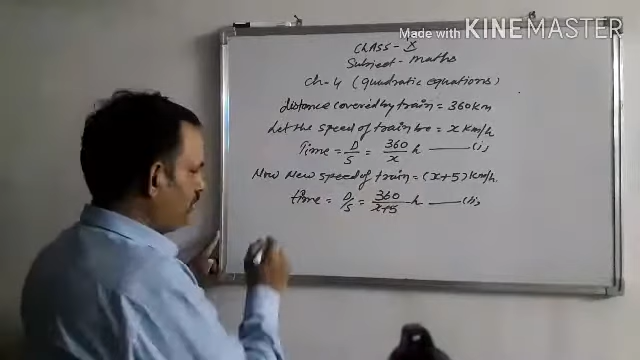 Made with KINEMASTER
CLASS - X
Subject - Maths
Ch-4 (quadratic equations)
distance covered by train = 360 km
Let the speed of train be = x km/h
Time = D/S = 360/x h —— (i)
Now New speed of train = (x+5) km/h.
time = D/S = 360/x+5 h —— (ii)